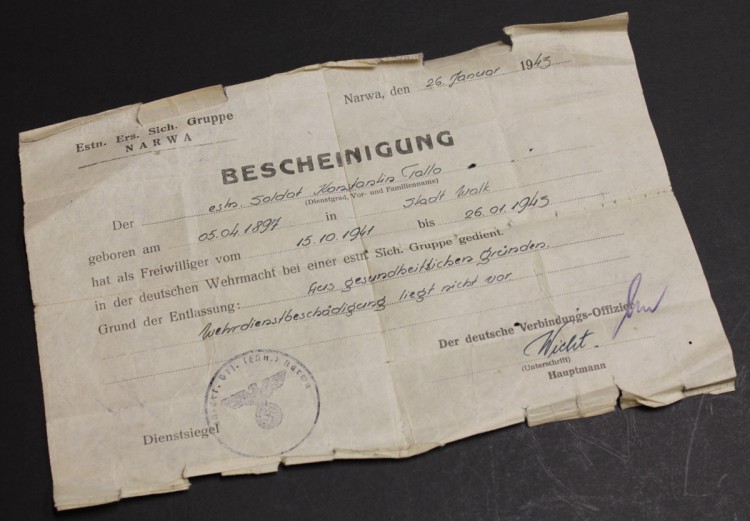 Estn. Ers. Sich. Gruppe
NARWA
Narwa, den 26. Januar 1943
BESCHEINIGUNG
Der estn. Soldat Konstantin Tallo
(Dienstgrad, Vor- und Familienname)
geboren am 05.04.1897 in Stadt Walk
hat als Freiwilliger vom 15.10.1941 bis 26.01.1943
in der deutschen Wehrmacht bei einer estn. Sich. Gruppe gedient.
Grund der Entlassung: Aus gesundheitlichen Gründen.
Wehrdienstbeschädigung liegt nicht vor
Der deutsche Verbindungs-Offizier
Wicht.
(Unterschrift)
Hauptmann
Dienstsiegel
Narwa